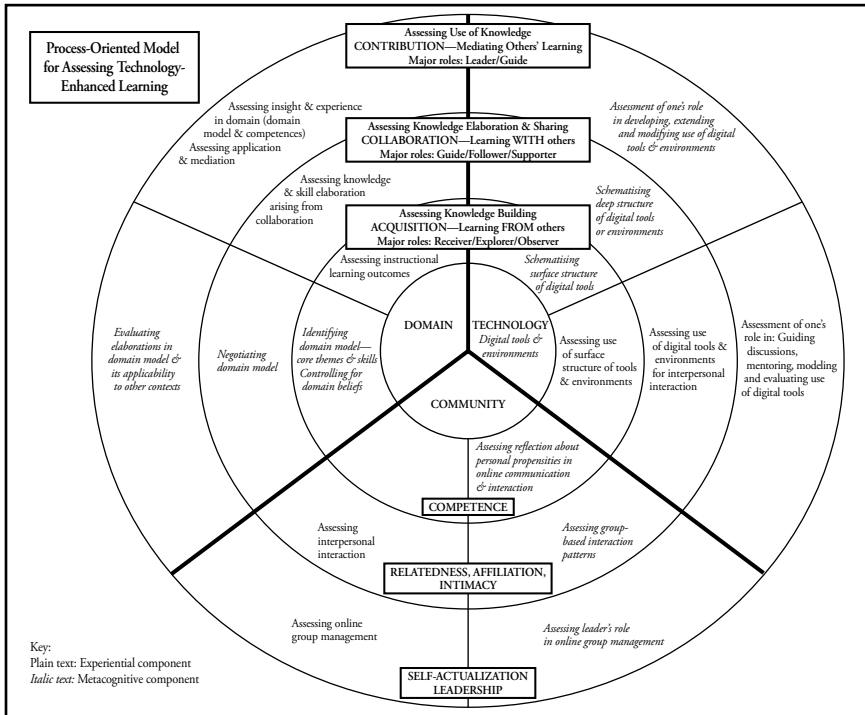 Process-Oriented Model
for Assessing Technology-
Enhanced Learning
Assessing Use of Knowledge
CONTRIBUTION—Mediating Others’ Learning
Major roles: Leader/Guide
Assessing insight & experience
in domain (domain
model & competences)
Assessing application
& mediation
Assessment of one’s role
in developing, extending
and modifying use of digital
tools & environments
Assessing Knowledge Elaboration & Sharing
COLLABORATION—Learning WITH others
Major roles: Guide/Follower/Supporter
Assessing knowledge
& skill elaboration
arising from
collaboration
Schematising
deep structure
of digital tools
or environments
Assessing Knowledge Building
ACQUISITION—Learning FROM others
Major roles: Receiver/Explorer/Observer
Assessing instructional
learning outcomes
Schematising
surface structure
of digital tools
DOMAIN
TECHNOLOGY
Digital tools &
environments
COMMUNITY
Evaluating
elaborations in
domain model &
its applicability
to other contexts
Negotiating
domain model
Identifying
domain model—
core themes & skills
Controlling for
domain beliefs
Assessing use
of surface
structure of tools
& environments
Assessing use
of digital tools &
environments
for interpersonal
interaction
Assessment of one’s
role in: Guiding
discussions,
mentoring, modeling
and evaluating use
of digital tools
Assessing reflection about
personal propensities in
online communication
& interaction
COMPETENCE
Assessing
interpersonal
interaction
Assessing group-
based interaction
patterns
RELATEDNESS, AFFILIATION,
INTIMACY
Assessing online
group management
Assessing leader’s role
in online group management
SELF-ACTUALIZATION
LEADERSHIP
Key:
Plain text: Experiential component
Italic text: Metacognitive component